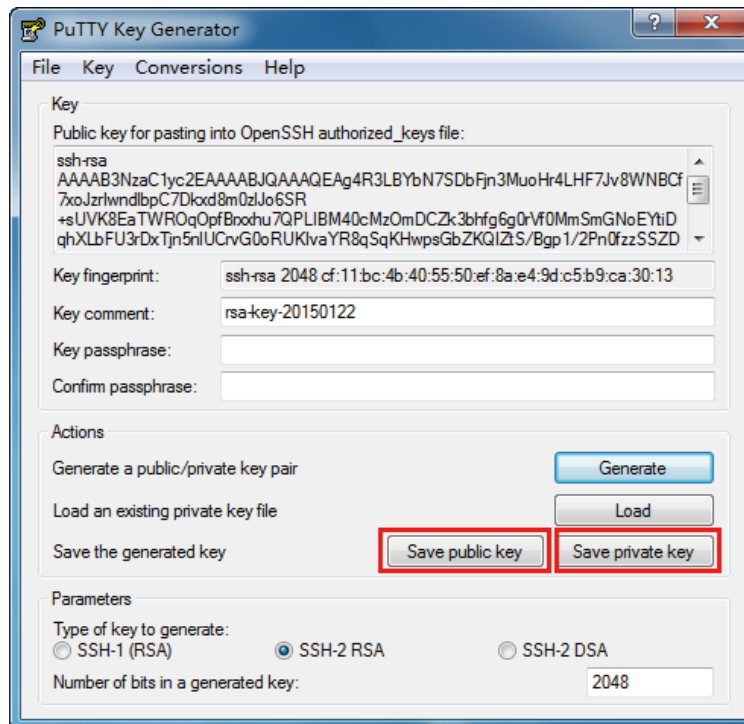 PuTTY Key Generator
File Key Conversions Help
Key
Public key for pasting into OpenSSH authorized_keys file:
ssh-rsa
AAAAB3NzaC1yc2EAAAABJQAAAQEAg4R3LBYbN7SDbFjn3MuoHr4LHF7Jv8WNBCf
7xoJzrlwndlbpC7Dkxd8m0zlJo6SR
+sUVK8EaTWROqOpfBrxxhu7QPLIBM40cMzOmDCZk3bhfg6g0rVf0MmSmGNoEYtiD
qhXLbFU3rDxTjn5nIUCrvG0oRUKIvaYR8qSqKHwpsGbZKQIZtS/Bgp1/2Pn0fzzSSZD
Key fingerprint: ssh-rsa 2048 cf:11:bc:4b:40:55:50:ef:8a:e4:9d:c5:b9:ca:30:13
Key comment: rsa-key-20150122
Key passphrase:
Confirm passphrase:
Actions
Generate a public/private key pair Generate
Load an existing private key file Load
Save the generated key Save public key Save private key
Parameters
Type of key to generate:
SSH-1 (RSA) SSH-2 RSA SSH-2 DSA
Number of bits in a generated key: 2048